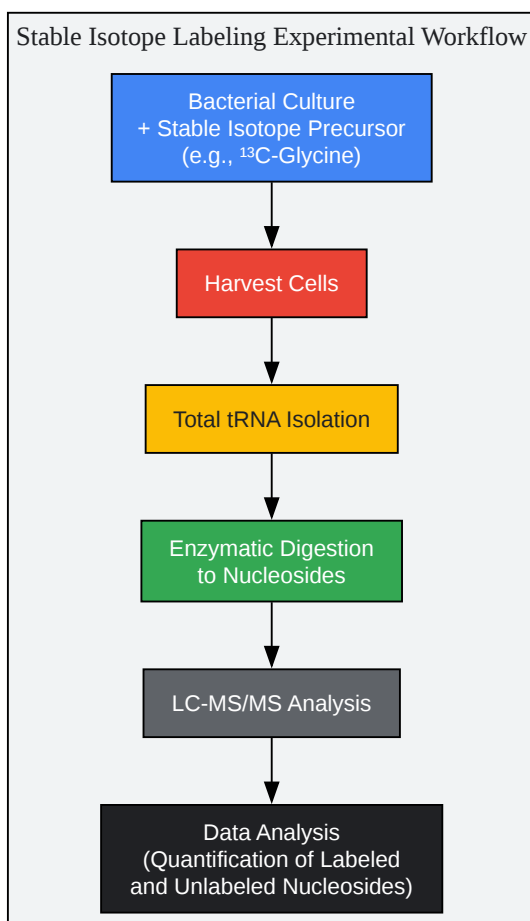 Stable Isotope Labeling Experimental Workflow
Bacterial Culture
+ Stable Isotope Precursor
(e.g., ¹³C-Glycine)
Harvest Cells
Total tRNA Isolation
Enzymatic Digestion
to Nucleosides
LC-MS/MS Analysis
Data Analysis
(Quantification of Labeled
and Unlabeled Nucleosides)